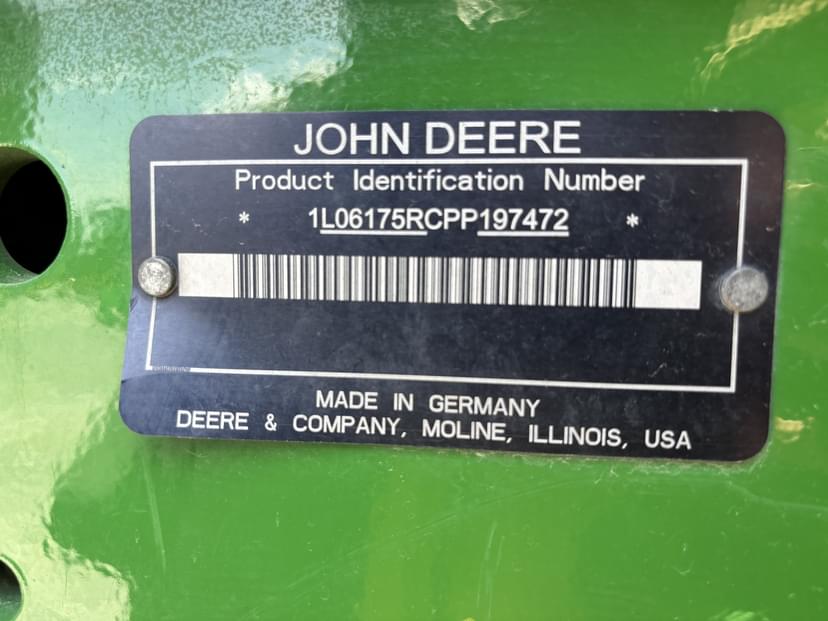 JOHN DEERE
Product Identification Number
* 1L06175RCPP197472 *
MADE IN GERMANY
DEERE & COMPANY, MOLINE, ILLINOIS, USA